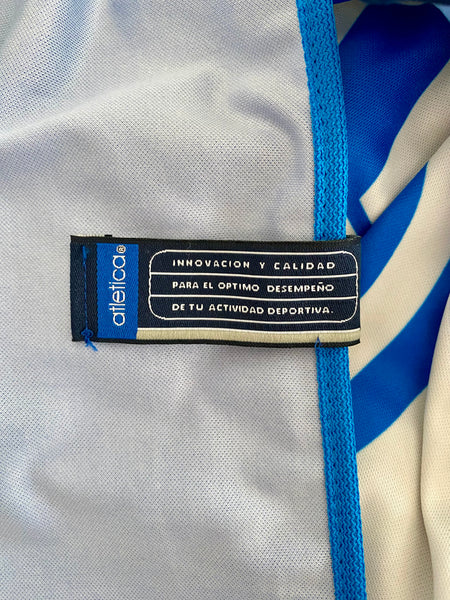 atletica®
INNOVACION Y CALIDAD
PARA EL OPTIMO DESEMPEÑO
DE TU ACTIVIDAD DEPORTIVA.